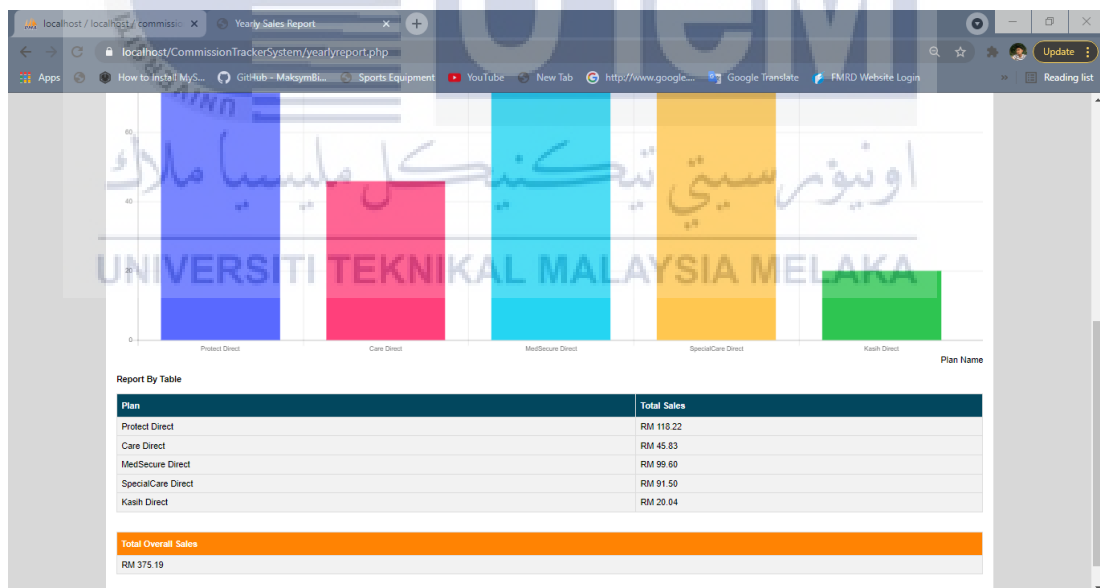 localhost / localhost / commissio
Yearly Sales Report
localhost/CommissionTrackerSystem/yearlyreport.php
Update
Apps
How to Install MyS...
GitHub - MaksymBi...
Sports Equipment
YouTube
New Tab
http://www.google....
Google Translate
FMRD Website Login
Reading list
60
40
20
0
اونيۏرسيتي تيكنيكل مليسيا ملاك
UNIVERSITI TEKNIKAL MALAYSIA MELAKA
Protect Direct
Care Direct
MedSecure Direct
SpecialCare Direct
Kasih Direct
Plan Name
Report By Table
Plan Total Sales
Protect Direct RM 118.22
Care Direct RM 45.83
MedSecure Direct RM 99.60
SpecialCare Direct RM 91.50
Kasih Direct RM 20.04
Total Overall Sales
RM 375.19